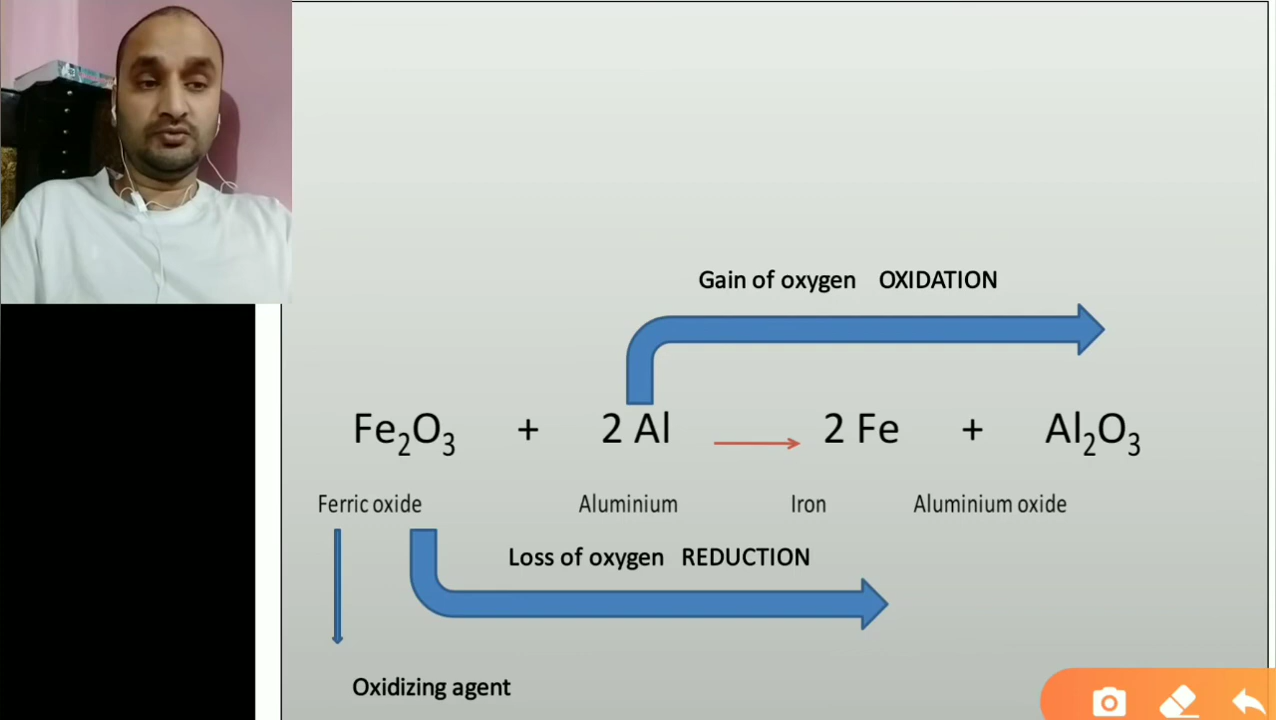 Gain of oxygen OXIDATION
Fe₂O₃ + 2 Al → 2 Fe + Al₂O₃
Ferric oxide Aluminium Iron Aluminium oxide
Loss of oxygen REDUCTION
Oxidizing agent